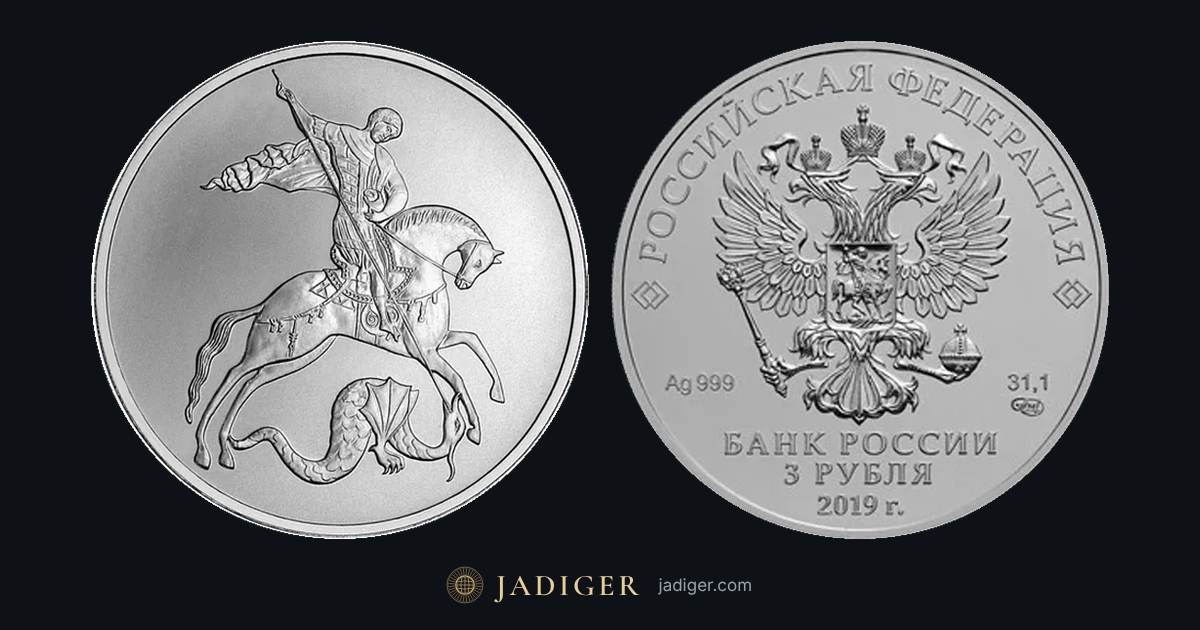 РОССИЙСКАЯ ФЕДЕРАЦИЯ
Ag 999
31,1
БАНК РОССИИ
3 РУБЛЯ
2019 г.
JADIGER jadiger.com